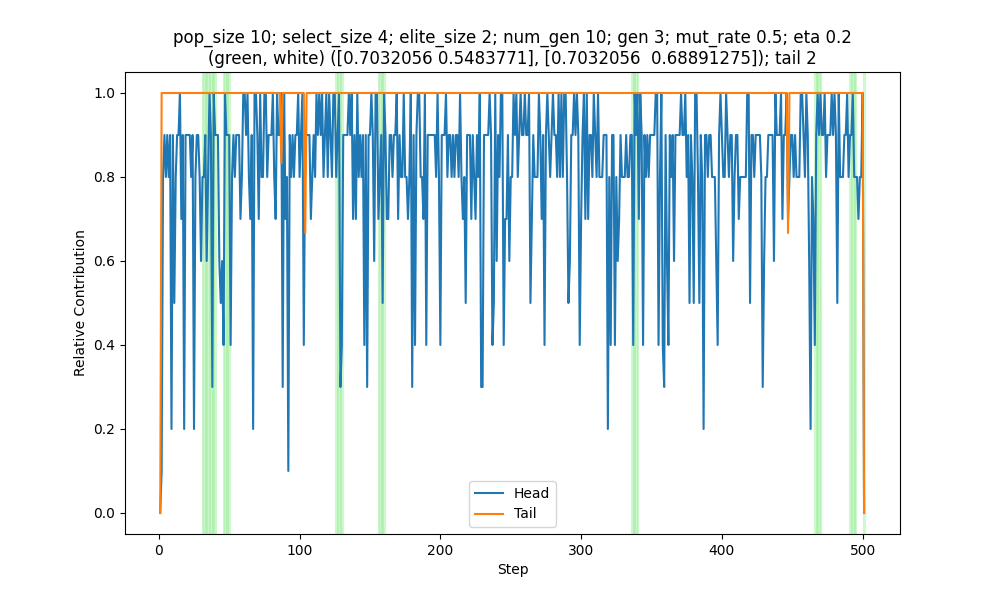 pop_size 10; select_size 4; elite_size 2; num_gen 10; gen 3; mut_rate 0.5; eta 0.2
(green, white) ([0.7032056 0.5483771], [0.7032056  0.68891275]); tail 2
1.0
0.8
0.6
0.4
0.2
0.0
Relative Contribution
Head
Tail
0
100
200
300
400
500
Step